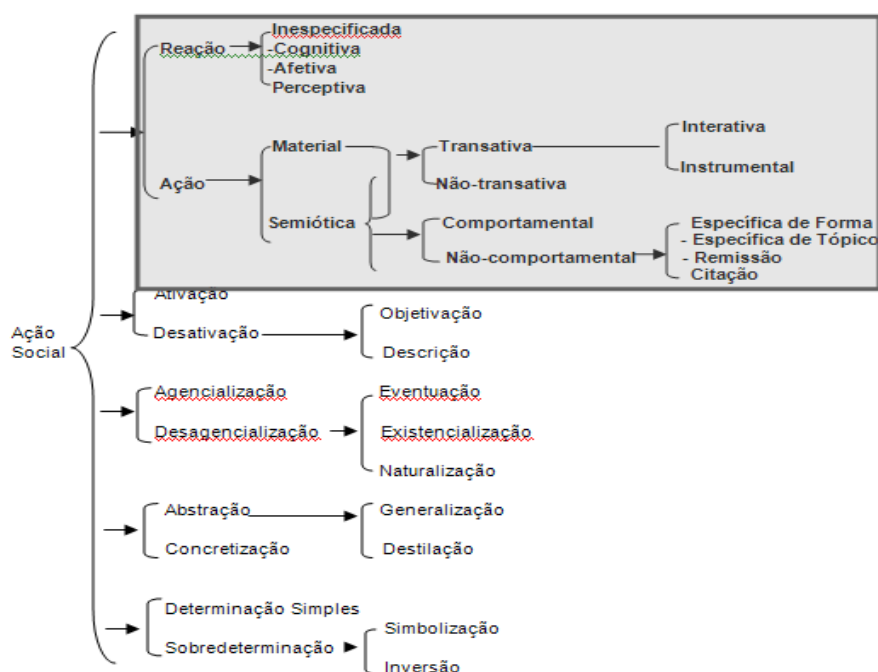 Inespecificada
Reação
-Cognitiva
-Afetiva
Perceptiva
Interativa
Material
Transativa
Instrumental
Ação
Não-transativa
Semiótica
Comportamental
Específica de Forma
- Específica de Tópico
Não-comportamental
- Remissão
Citação
Ativação
Objetivação
Ação
Social
Desativação
Descrição
Agencialização
Eventuação
Desagencialização
Existencialização
Naturalização
Abstração
Generalização
Concretização
Destilação
Determinação Simples
Simbolização
Sobredeterminação
Inversão